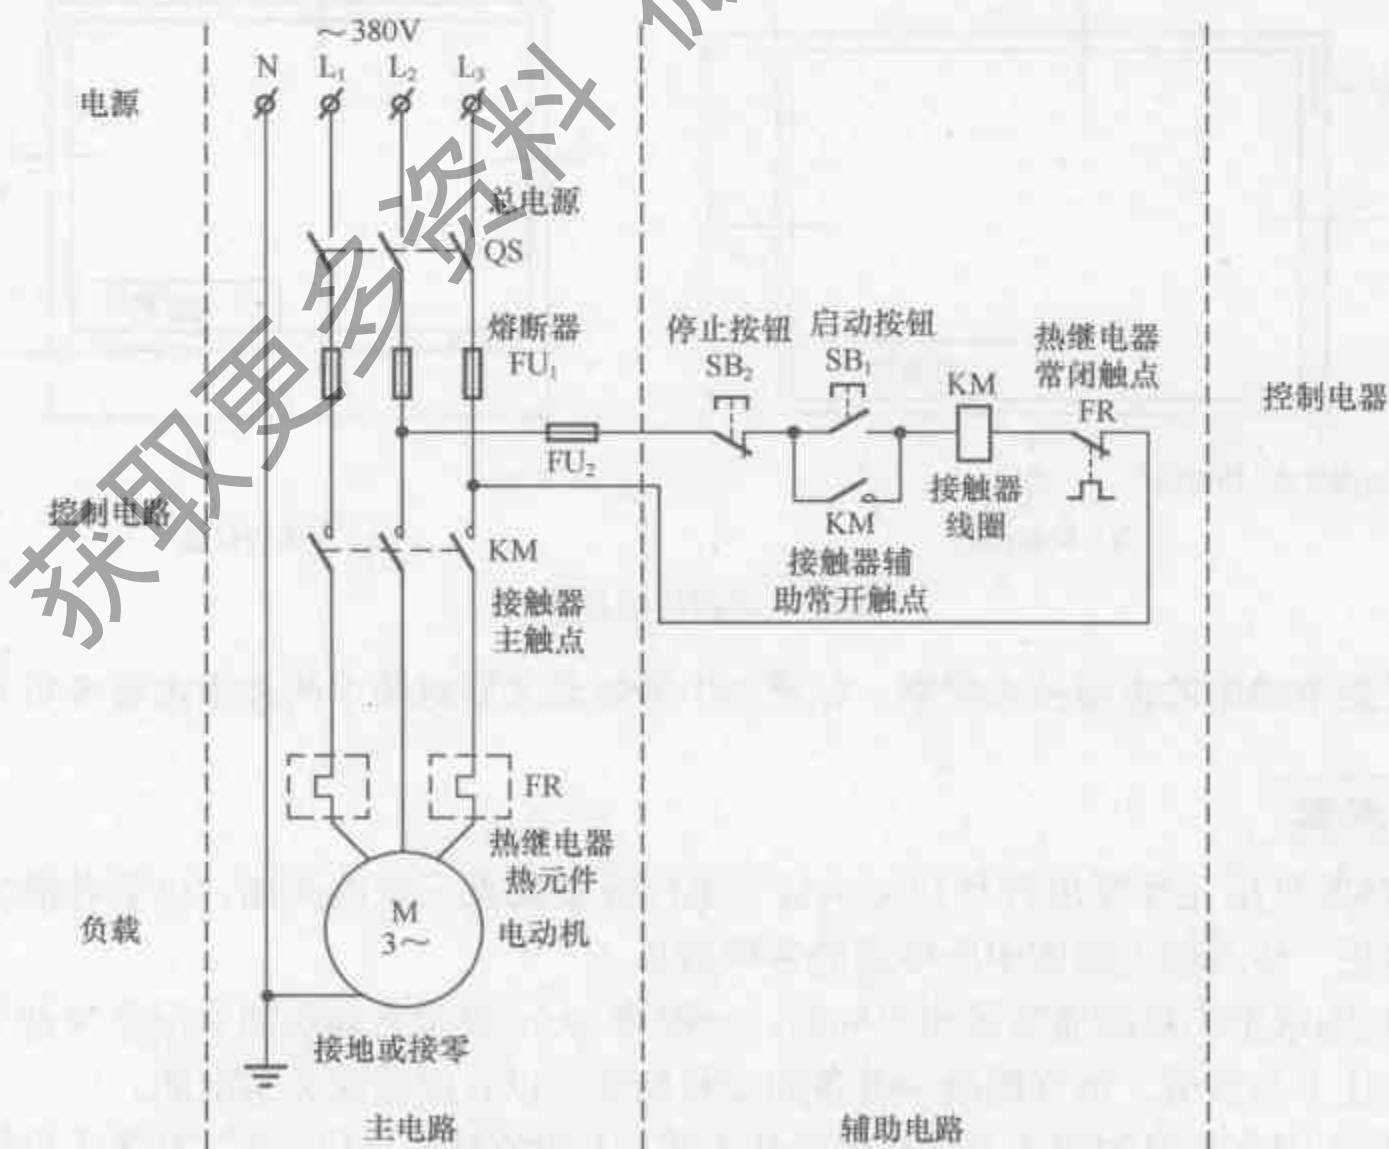 ~380V
N L₁ L₂ L₃
电源
总电源
QS
熔断器
FU₁
停止按钮
SB₂
启动按钮
SB₁
KM
热继电器
常闭触点
FR
控制电器
FU₂
控制电路
KM
接触器辅
助常开触点
接触器
线圈
KM
接触器
主触点
FR
热继电器
热元件
负载
M
3~
电动机
接地或接零
主电路
辅助电路
获取更多资料